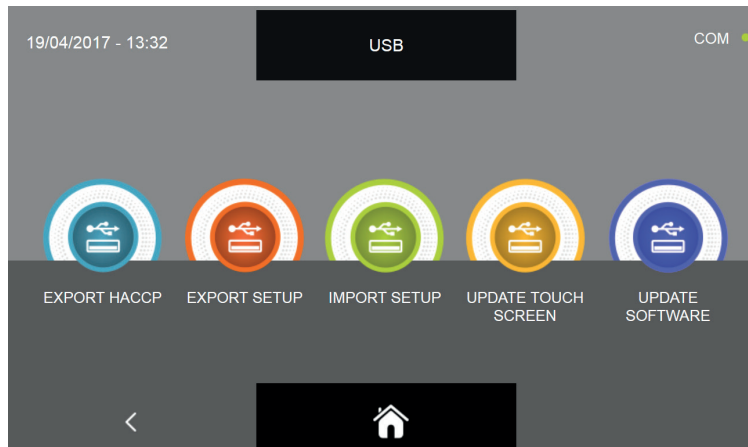 19/04/2017 - 13:32
USB
COM
EXPORT HACCP
EXPORT SETUP
IMPORT SETUP
UPDATE TOUCH
SCREEN
UPDATE
SOFTWARE